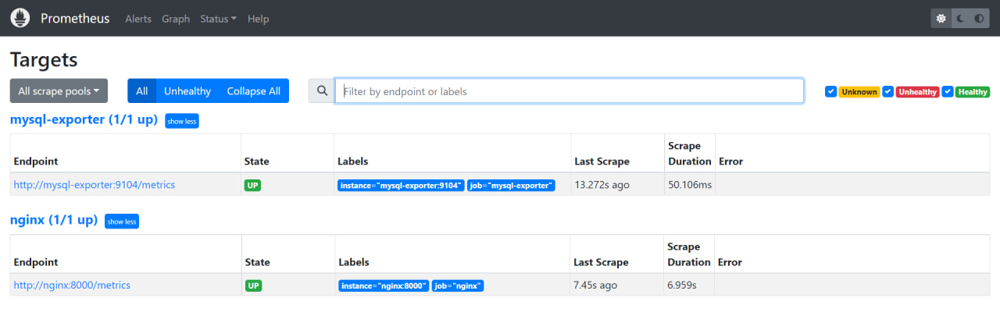 Prometheus Alerts Graph Status Help
Targets
All scrape pools All Unhealthy Collapse All Filter by endpoint or labels Unknown Unhealthy Healthy
mysql-exporter (1/1 up) show less
Endpoint State Labels Last Scrape Scrape Duration Error
http://mysql-exporter:9104/metrics UP instance="mysql-exporter:9104" job="mysql-exporter" 13.272s ago 50.106ms
nginx (1/1 up) show less
Endpoint State Labels Last Scrape Scrape Duration Error
http://nginx:8000/metrics UP instance="nginx:8000" job="nginx" 7.45s ago 6.959s